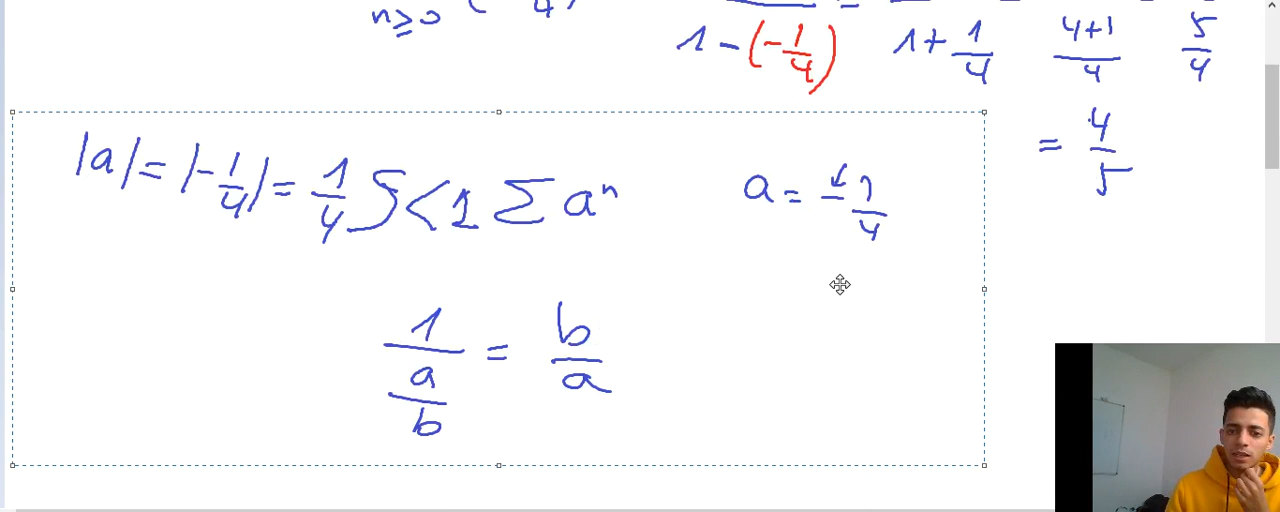 n≥0 ( 4 )
1 - (-1/4) 1 + 1/4 4+1/4 5/4
= 4/5
|a| = |-1/4| = 1/4 < 1 Σ aⁿ a = -1/4
1/(a/b) = b/a